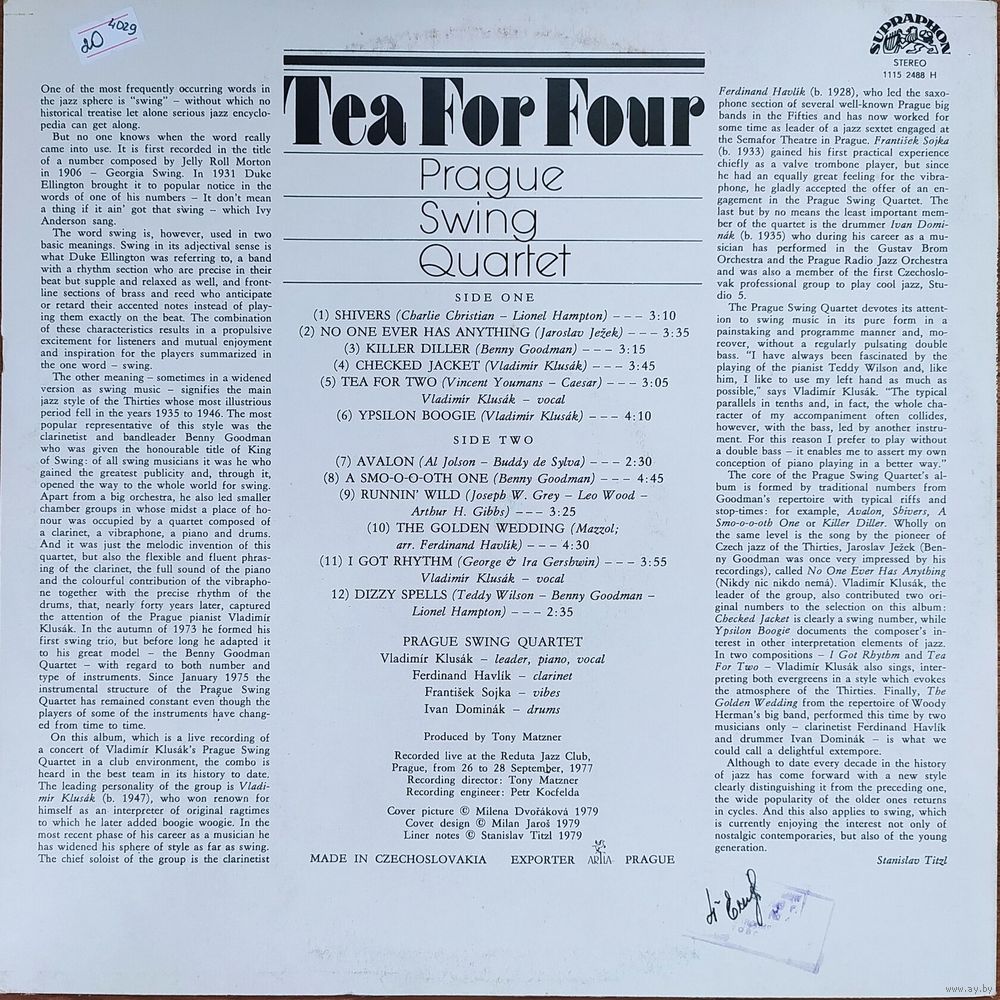 20 4029
SUPRAPHON
STEREO
1115 2488 H
Tea For Four
Prague
Swing
Quartet
One of the most frequently occurring words in
the jazz sphere is “swing” – without which no
historical treatise let alone serious jazz encyclo-
pedia can get along.
But no one knows when the word really
came into use. It is first recorded in the title
of a number composed by Jelly Roll Morton
in 1906 – Georgia Swing. In 1931 Duke
Ellington brought it to popular notice in the
words of one of his numbers – It don't mean
a thing if it ain' got that swing – which Ivy
Anderson sang.
The word swing is, however, used in two
basic meanings. Swing in its adjectival sense is
what Duke Ellington was referring to, a band
with a rhythm section who are precise in their
beat but supple and relaxed as well, and front-
line sections of brass and reed who anticipate
or retard their accented notes instead of play-
ing them exactly on the beat. The combination
of these characteristics results in a propulsive
excitement for listeners and mutual enjoyment
and inspiration for the players summarized in
the one word – swing.
The other meaning – sometimes in a widened
version as swing music – signifies the main
jazz style of the Thirties whose most illustrious
period fell in the years 1935 to 1946. The most
popular representative of this style was the
clarinetist and bandleader Benny Goodman
who was given the honourable title of King
of Swing: of all swing musicians it was he who
gained the greatest publicity and, through it,
opened the way to the whole world for swing.
Apart from a big orchestra, he also led smaller
chamber groups in whose midst a place of ho-
nour was occupied by a quartet composed of
a clarinet, a vibraphone, a piano and drums.
And it was just the melodic invention of this
quartet, but also the flexible and fluent phras-
ing of the clarinet, the full sound of the piano
and the colourful contribution of the vibrapho-
ne together with the precise rhythm of the
drums, that, nearly forty years later, captured
the attention of the Prague pianist Vladimír
Klusák. In the autumn of 1973 he formed his
first swing trio, but before long he adapted it
to his great model – the Benny Goodman
Quartet – with regard to both number and
type of instruments. Since January 1975 the
instrumental structure of the Prague Swing
Quartet has remained constant even though the
players of some of the instruments have chang-
ed from time to time.
On this album, which is a live recording of
a concert of Vladimír Klusák's Prague Swing
Quartet in a club environment, the combo is
heard in the best team in its history to date.
The leading personality of the group is Vladi-
mír Klusák (b. 1947), who won renown for
himself as an interpreter of original ragtimes
to which he later added boogie woogie. In the
most recent phase of his career as a musician he
has widened his sphere of style as far as swing.
The chief soloist of the group is the clarinetist
SIDE ONE
(1) SHIVERS (Charlie Christian – Lionel Hampton) – – – 3:10
(2) NO ONE EVER HAS ANYTHING (Jaroslav Ježek) – – – 3:35
(3) KILLER DILLER (Benny Goodman) – – – 3:15
(4) CHECKED JACKET (Vladimír Klusák) – – – 3:45
(5) TEA FOR TWO (Vincent Youmans – Caesar) – – – 3:05
Vladimír Klusák – vocal
(6) YPSILON BOOGIE (Vladimír Klusák) – – – 4:10
SIDE TWO
(7) AVALON (Al Jolson – Buddy de Sylva) – – – 2:30
(8) A SMO-O-O-OTH ONE (Benny Goodman) – – – 4:45
(9) RUNNIN' WILD (Joseph W. Grey – Leo Wood –
Arthur H. Gibbs) – – – 3:25
(10) THE GOLDEN WEDDING (Mazzol;
arr. Ferdinand Havlík) – – – 4:30
(11) I GOT RHYTHM (George & Ira Gershwin) – – – 3:55
Vladimír Klusák – vocal
12) DIZZY SPELLS (Teddy Wilson – Benny Goodman –
Lionel Hampton) – – – 2:35
PRAGUE SWING QUARTET
Vladimír Klusák – leader, piano, vocal
Ferdinand Havlík – clarinet
František Sojka – vibes
Ivan Dominák – drums
Produced by Tony Matzner
Recorded live at the Reduta Jazz Club,
Prague, from 26 to 28 September, 1977
Recording director: Tony Matzner
Recording engineer: Petr Kocfelda
Cover picture © Milena Dvořáková 1979
Cover design © Milan Jaroš 1979
Liner notes © Stanislav Titzl 1979
MADE IN CZECHOSLOVAKIA EXPORTER ARTIA PRAGUE
Ferdinand Havlík (b. 1928), who led the saxo-
phone section of several well-known Prague big
bands in the Fifties and has now worked for
some time as leader of a jazz sextet engaged at
the Semafor Theatre in Prague. František Sojka
(b. 1933) gained his first practical experience
chiefly as a valve trombone player, but since
he had an equally great feeling for the vibra-
phone, he gladly accepted the offer of an en-
gagement in the Prague Swing Quartet. The
last but by no means the least important mem-
ber of the quartet is the drummer Ivan Domi-
nák (b. 1935) who during his career as a mu-
sician has performed in the Gustav Brom
Orchestra and the Prague Radio Jazz Orchestra
and was also a member of the first Czechoslo-
vak professional group to play cool jazz, Stu-
dio 5.
The Prague Swing Quartet devotes its attent-
ion to swing music in its pure form in a
painstaking and programme manner and, mo-
reover, without a regularly pulsating double
bass. “I have always been fascinated by the
playing of the pianist Teddy Wilson and, like
him, I like to use my left hand as much as
possible,” says Vladimír Klusák. “The typical
parallels in tenths and, in fact, the whole cha-
racter of my accompaniment often collides,
however, with the bass, led by another instru-
ment. For this reason I prefer to play without
a double bass – it enables me to assert my own
conception of piano playing in a better way.”
The core of the Prague Swing Quartet's al-
bum is formed by traditional numbers from
Goodman's repertoire with typical riffs and
stop-times: for example, Avalon, Shivers, A
Smo-o-o-oth One or Killer Diller. Wholly on
the same level is the song by the pioneer of
Czech jazz of the Thirties, Jaroslav Ježek (Ben-
ny Goodman was once very impressed by his
recordings), called No One Ever Has Anything
(Nikdy nic nikdo nemá). Vladimír Klusák, the
leader of the group, also contributed two ori-
ginal numbers to the selection on this album:
Checked Jacket is clearly a swing number, while
Ypsilon Boogie documents the composer's in-
terest in other interpretation elements of jazz.
In two compositions – I Got Rhythm and Tea
For Two – Vladimír Klusák also sings, inter-
preting both evergreens in a style which evokes
the atmosphere of the Thirties. Finally, The
Golden Wedding from the repertoire of Woody
Herman's big band, performed this time by two
musicians only – clarinetist Ferdinand Havlík
and drummer Ivan Dominák – is what we
could call a delightful extempore.
Although to date every decade in the history
of jazz has come forward with a new style
clearly distinguishing it from the preceding one,
the wide popularity of the older ones returns
in cycles. And this also applies to swing, which
is currently enjoying the interest not only of
nostalgic contemporaries, but also of the young
generation.
Stanislav Titzl
www.ay.by